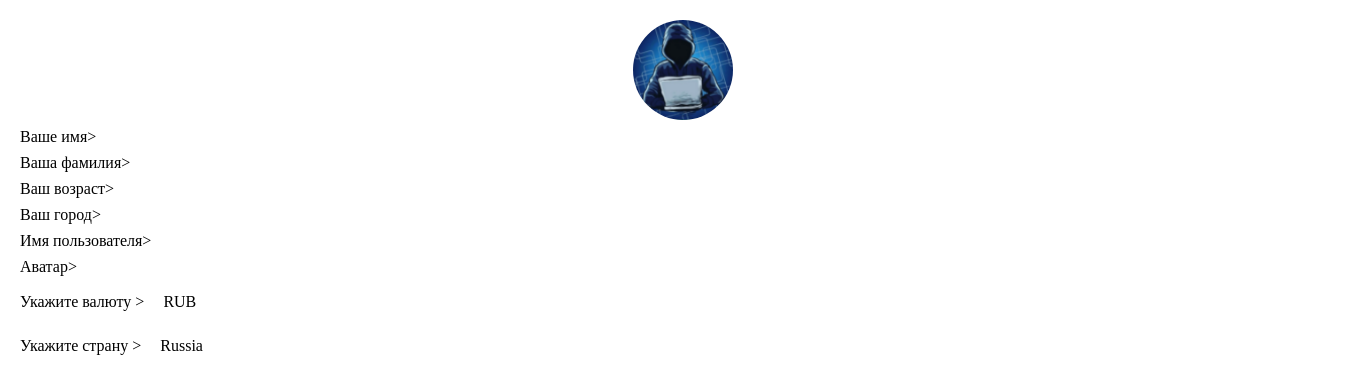 Ваше имя>
Ваша фамилия>
Ваш возраст>
Ваш город>
Имя пользователя>
Аватар>
Укажите валюту > RUB
Укажите страну > Russia